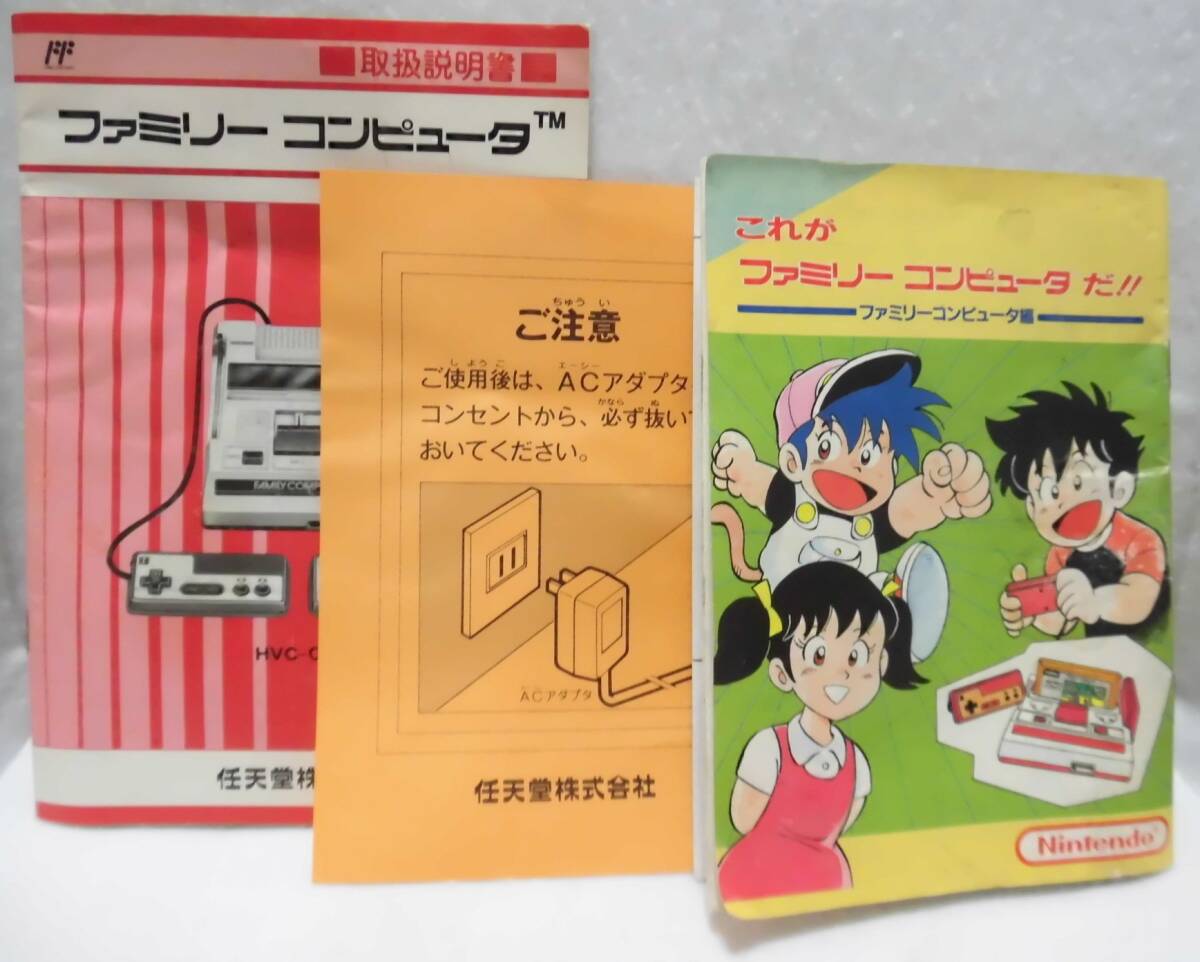 取扱説明書
ファミリー コンピュータ™
FAMILY COMP
HVC-
任天堂株
ちゅう い
ご注意
しようご
エーシー
ご使用後は、ACアダプタ
かなら ぬ
コンセントから、必ず抜い
おいてください。
ACアダプタ
任天堂株式会社
これが
ファミリー コンピュータ だ!!
ファミリーコンピュータ編
Nintendo®